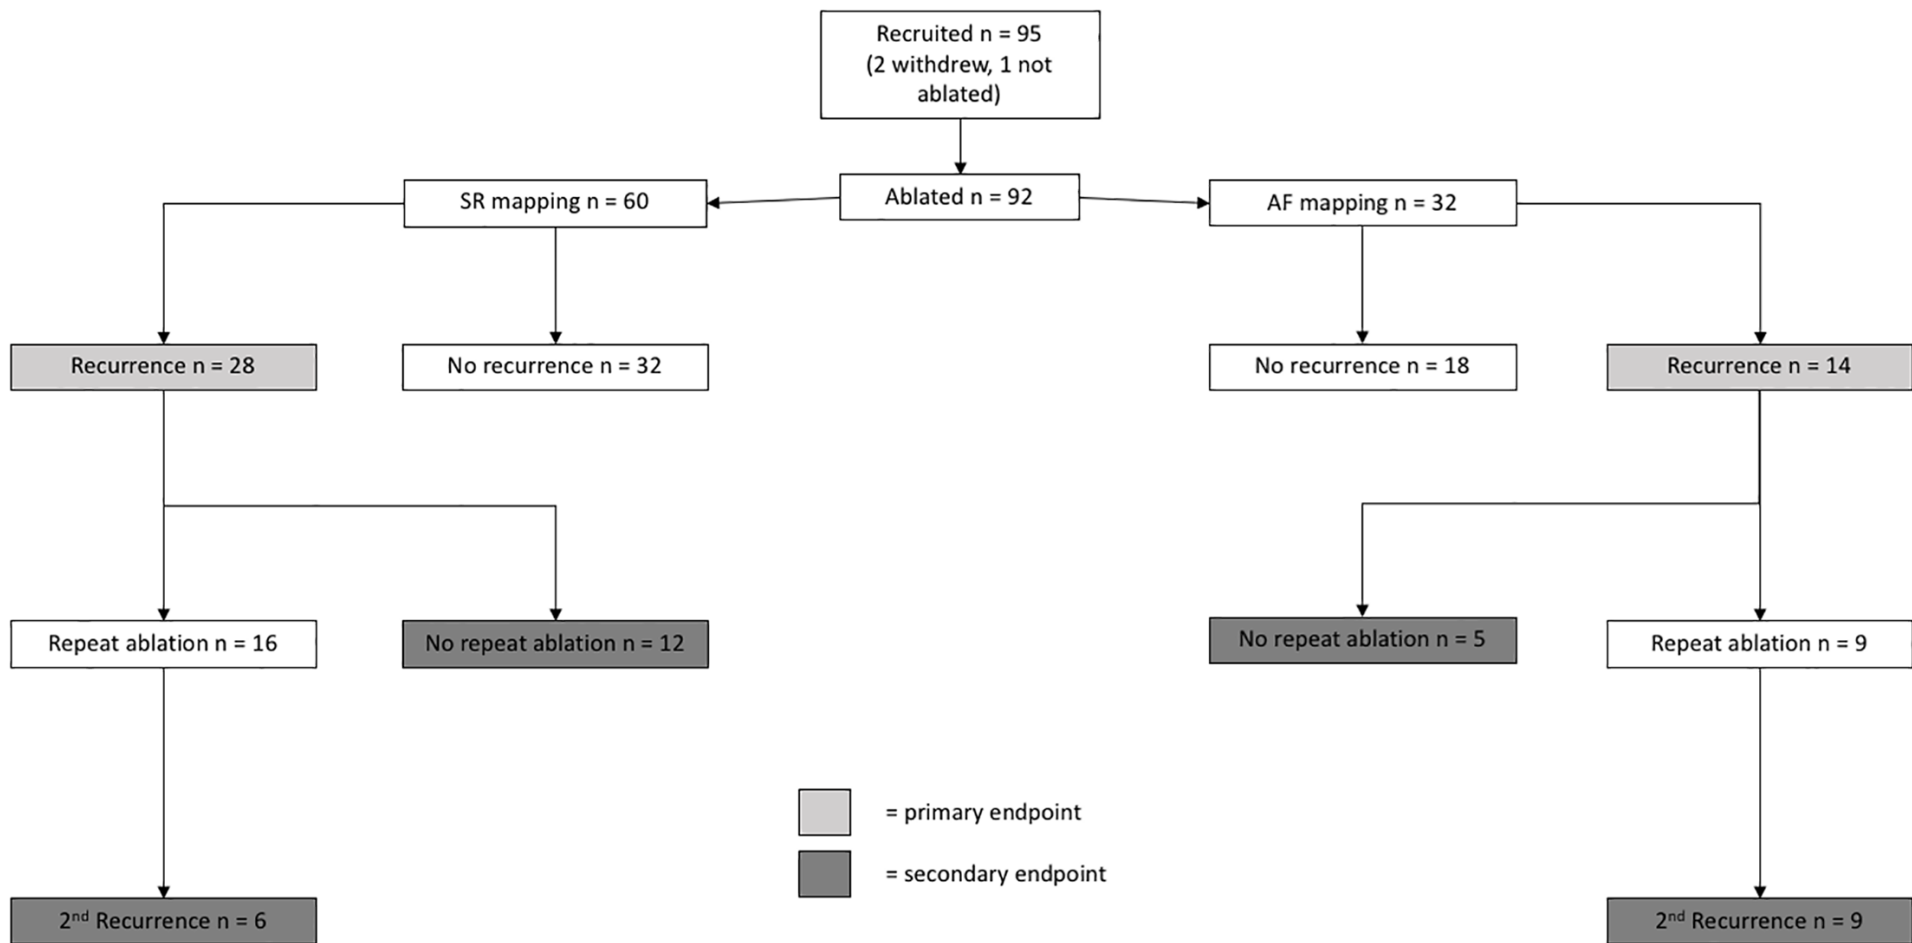 Recruited n = 95
(2 withdrew, 1 not
ablated)
SR mapping n = 60
Ablated n = 92
AF mapping n = 32
Recurrence n = 28
No recurrence n = 32
No recurrence n = 18
Recurrence n = 14
Repeat ablation n = 16
No repeat ablation n = 12
No repeat ablation n = 5
Repeat ablation n = 9
= primary endpoint
= secondary endpoint
2nd Recurrence n = 6
2nd Recurrence n = 9